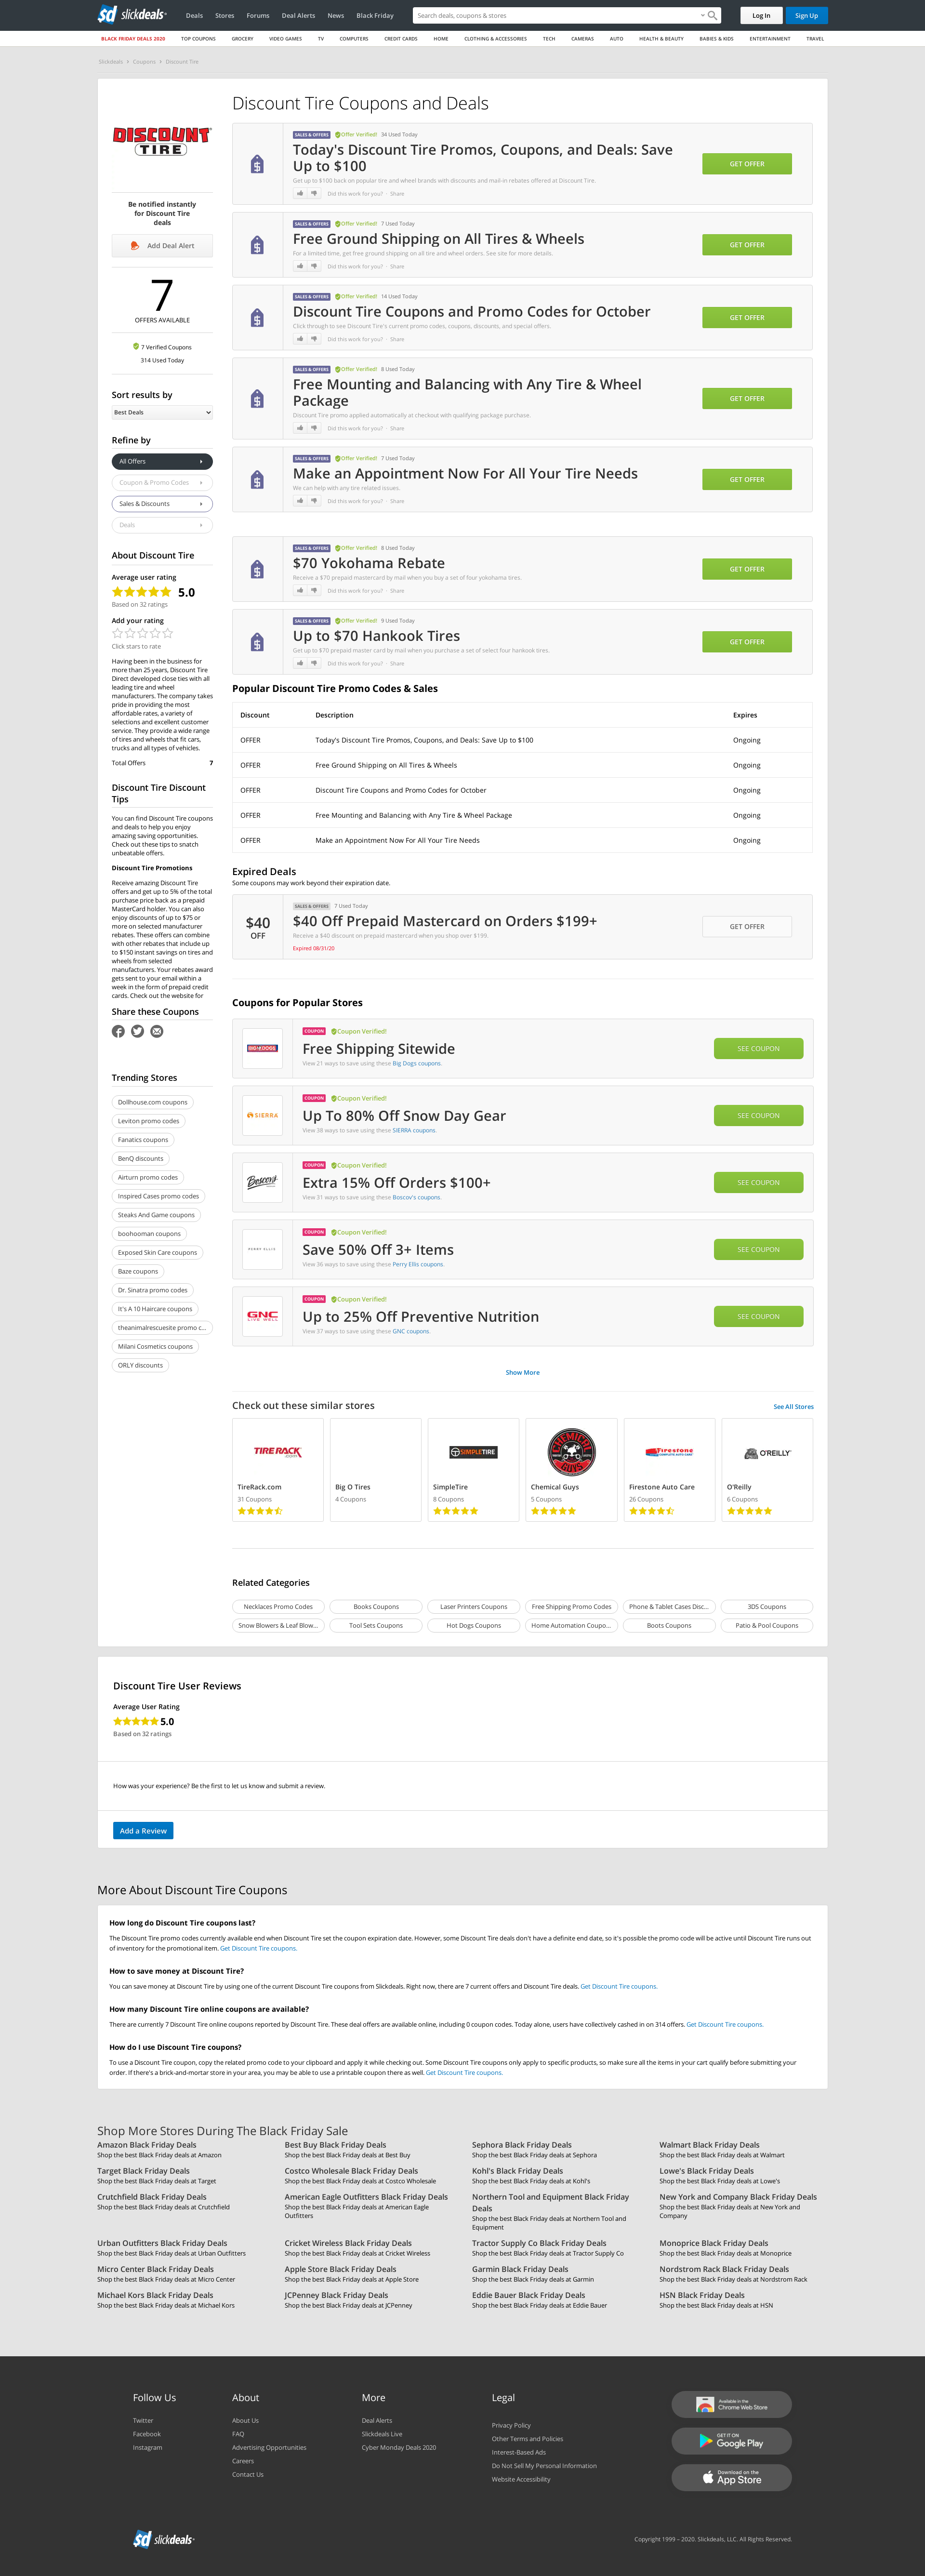 sd slickdeals
Deals Stores Forums Deal Alerts News Black Friday
Search deals, coupons & stores
Log In Sign Up
BLACK FRIDAY DEALS 2020 TOP COUPONS GROCERY VIDEO GAMES TV COMPUTERS CREDIT CARDS HOME CLOTHING & ACCESSORIES TECH CAMERAS AUTO HEALTH & BEAUTY BABIES & KIDS ENTERTAINMENT TRAVEL
Slickdeals Coupons Discount Tire
DISCOUNT
TIRE
Be notified instantly
for Discount Tire
deals
Add Deal Alert
7
OFFERS AVAILABLE
7 Verified Coupons
314 Used Today
Sort results by
Best Deals
Refine by
All Offers
Coupon & Promo Codes
Sales & Discounts
Deals
About Discount Tire
Average user rating
5.0
Based on 32 ratings
Add your rating
Click stars to rate
Having been in the business for
more than 25 years, Discount Tire
Direct developed close ties with all
leading tire and wheel
manufacturers. The company takes
pride in providing the most
affordable rates, a variety of
selections and excellent customer
service. They provide a wide range
of tires and wheels that fit cars,
trucks and all types of vehicles.
Total Offers 7
Discount Tire Discount
Tips
You can find Discount Tire coupons
and deals to help you enjoy
amazing saving opportunities.
Check out these tips to snatch
unbeatable offers.
Discount Tire Promotions
Receive amazing Discount Tire
offers and get up to 5% of the total
purchase price back as a prepaid
MasterCard holder. You can also
enjoy discounts of up to $75 or
more on selected manufacturer
rebates. These offers can combine
with other rebates that include up
to $150 instant savings on tires and
wheels from selected
manufacturers. Your rebates award
gets sent to your email within a
week in the form of prepaid credit
cards. Check out the website for
Share these Coupons
Trending Stores
Dollhouse.com coupons
Leviton promo codes
Fanatics coupons
BenQ discounts
Airturn promo codes
Inspired Cases promo codes
Steaks And Game coupons
boohooman coupons
Exposed Skin Care coupons
Baze coupons
Dr. Sinatra promo codes
It's A 10 Haircare coupons
theanimalrescuesite promo c...
Milani Cosmetics coupons
ORLY discounts
Discount Tire Coupons and Deals
SALES & OFFERS Offer Verified! 34 Used Today
Today's Discount Tire Promos, Coupons, and Deals: Save
Up to $100
Get up to $100 back on popular tire and wheel brands with discounts and mail-in rebates offered at Discount Tire.
Did this work for you? · Share
GET OFFER
SALES & OFFERS Offer Verified! 7 Used Today
Free Ground Shipping on All Tires & Wheels
For a limited time, get free ground shipping on all tire and wheel orders. See site for more details.
Did this work for you? · Share
GET OFFER
SALES & OFFERS Offer Verified! 14 Used Today
Discount Tire Coupons and Promo Codes for October
Click through to see Discount Tire's current promo codes, coupons, discounts, and special offers.
Did this work for you? · Share
GET OFFER
SALES & OFFERS Offer Verified! 8 Used Today
Free Mounting and Balancing with Any Tire & Wheel
Package
Discount Tire promo applied automatically at checkout with qualifying package purchase.
Did this work for you? · Share
GET OFFER
SALES & OFFERS Offer Verified! 7 Used Today
Make an Appointment Now For All Your Tire Needs
We can help with any tire related issues.
Did this work for you? · Share
GET OFFER
SALES & OFFERS Offer Verified! 8 Used Today
$70 Yokohama Rebate
Receive a $70 prepaid mastercard by mail when you buy a set of four yokohama tires.
Did this work for you? · Share
GET OFFER
SALES & OFFERS Offer Verified! 9 Used Today
Up to $70 Hankook Tires
Get up to $70 prepaid master card by mail when you purchase a set of select four hankook tires.
Did this work for you? · Share
GET OFFER
Popular Discount Tire Promo Codes & Sales
Discount Description Expires
OFFER Today's Discount Tire Promos, Coupons, and Deals: Save Up to $100 Ongoing
OFFER Free Ground Shipping on All Tires & Wheels Ongoing
OFFER Discount Tire Coupons and Promo Codes for October Ongoing
OFFER Free Mounting and Balancing with Any Tire & Wheel Package Ongoing
OFFER Make an Appointment Now For All Your Tire Needs Ongoing
Expired Deals
Some coupons may work beyond their expiration date.
$40
OFF
SALES & OFFERS 7 Used Today
$40 Off Prepaid Mastercard on Orders $199+
Receive a $40 discount on prepaid mastercard when you shop over $199.
Expired 08/31/20
GET OFFER
Coupons for Popular Stores
BIG DOGS
COUPON Coupon Verified!
Free Shipping Sitewide
View 21 ways to save using these Big Dogs coupons.
SEE COUPON
SIERRA
COUPON Coupon Verified!
Up To 80% Off Snow Day Gear
View 38 ways to save using these SIERRA coupons.
SEE COUPON
Boscov's
COUPON Coupon Verified!
Extra 15% Off Orders $100+
View 31 ways to save using these Boscov's coupons.
SEE COUPON
PERRY ELLIS
COUPON Coupon Verified!
Save 50% Off 3+ Items
View 36 ways to save using these Perry Ellis coupons.
SEE COUPON
GNC
LIVE WELL
COUPON Coupon Verified!
Up to 25% Off Preventive Nutrition
View 37 ways to save using these GNC coupons.
SEE COUPON
Show More
Check out these similar stores
See All Stores
TIRE RACK
TireRack.com
31 Coupons
Big O Tires
4 Coupons
SIMPLETIRE
SimpleTire
8 Coupons
CHEMICAL GUYS
Chemical Guys
5 Coupons
Firestone
COMPLETE AUTO CARE
Firestone Auto Care
26 Coupons
O'REILLY
O'Reilly
6 Coupons
Related Categories
Necklaces Promo Codes Books Coupons Laser Printers Coupons Free Shipping Promo Codes Phone & Tablet Cases Disc... 3DS Coupons
Snow Blowers & Leaf Blow... Tool Sets Coupons Hot Dogs Coupons Home Automation Coupo... Boots Coupons Patio & Pool Coupons
Discount Tire User Reviews
Average User Rating
5.0
Based on 32 ratings
How was your experience? Be the first to let us know and submit a review.
Add a Review
More About Discount Tire Coupons
How long do Discount Tire coupons last?
The Discount Tire promo codes currently available end when Discount Tire set the coupon expiration date. However, some Discount Tire deals don't have a definite end date, so it's possible the promo code will be active until Discount Tire runs out
of inventory for the promotional item. Get Discount Tire coupons.
How to save money at Discount Tire?
You can save money at Discount Tire by using one of the current Discount Tire coupons from Slickdeals. Right now, there are 7 current offers and Discount Tire deals. Get Discount Tire coupons.
How many Discount Tire online coupons are available?
There are currently 7 Discount Tire online coupons reported by Discount Tire. These deal offers are available online, including 0 coupon codes. Today alone, users have collectively cashed in on 314 offers. Get Discount Tire coupons.
How do I use Discount Tire coupons?
To use a Discount Tire coupon, copy the related promo code to your clipboard and apply it while checking out. Some Discount Tire coupons only apply to specific products, so make sure all the items in your cart qualify before submitting your
order. If there's a brick-and-mortar store in your area, you may be able to use a printable coupon there as well. Get Discount Tire coupons.
Shop More Stores During The Black Friday Sale
Amazon Black Friday Deals
Shop the best Black Friday deals at Amazon
Best Buy Black Friday Deals
Shop the best Black Friday deals at Best Buy
Sephora Black Friday Deals
Shop the best Black Friday deals at Sephora
Walmart Black Friday Deals
Shop the best Black Friday deals at Walmart
Target Black Friday Deals
Shop the best Black Friday deals at Target
Costco Wholesale Black Friday Deals
Shop the best Black Friday deals at Costco Wholesale
Kohl's Black Friday Deals
Shop the best Black Friday deals at Kohl's
Lowe's Black Friday Deals
Shop the best Black Friday deals at Lowe's
Crutchfield Black Friday Deals
Shop the best Black Friday deals at Crutchfield
American Eagle Outfitters Black Friday Deals
Shop the best Black Friday deals at American Eagle
Outfitters
Northern Tool and Equipment Black Friday
Deals
Shop the best Black Friday deals at Northern Tool and
Equipment
New York and Company Black Friday Deals
Shop the best Black Friday deals at New York and
Company
Urban Outfitters Black Friday Deals
Shop the best Black Friday deals at Urban Outfitters
Cricket Wireless Black Friday Deals
Shop the best Black Friday deals at Cricket Wireless
Tractor Supply Co Black Friday Deals
Shop the best Black Friday deals at Tractor Supply Co
Monoprice Black Friday Deals
Shop the best Black Friday deals at Monoprice
Micro Center Black Friday Deals
Shop the best Black Friday deals at Micro Center
Apple Store Black Friday Deals
Shop the best Black Friday deals at Apple Store
Garmin Black Friday Deals
Shop the best Black Friday deals at Garmin
Nordstrom Rack Black Friday Deals
Shop the best Black Friday deals at Nordstrom Rack
Michael Kors Black Friday Deals
Shop the best Black Friday deals at Michael Kors
JCPenney Black Friday Deals
Shop the best Black Friday deals at JCPenney
Eddie Bauer Black Friday Deals
Shop the best Black Friday deals at Eddie Bauer
HSN Black Friday Deals
Shop the best Black Friday deals at HSN
Follow Us
Twitter
Facebook
Instagram
About
About Us
FAQ
Advertising Opportunities
Careers
Contact Us
More
Deal Alerts
Slickdeals Live
Cyber Monday Deals 2020
Legal
Privacy Policy
Other Terms and Policies
Interest-Based Ads
Do Not Sell My Personal Information
Website Accessibility
Available in the
Chrome Web Store
GET IT ON
Google Play
Download on the
App Store
sd slickdeals
Copyright 1999 – 2020. Slickdeals, LLC. All Rights Reserved.